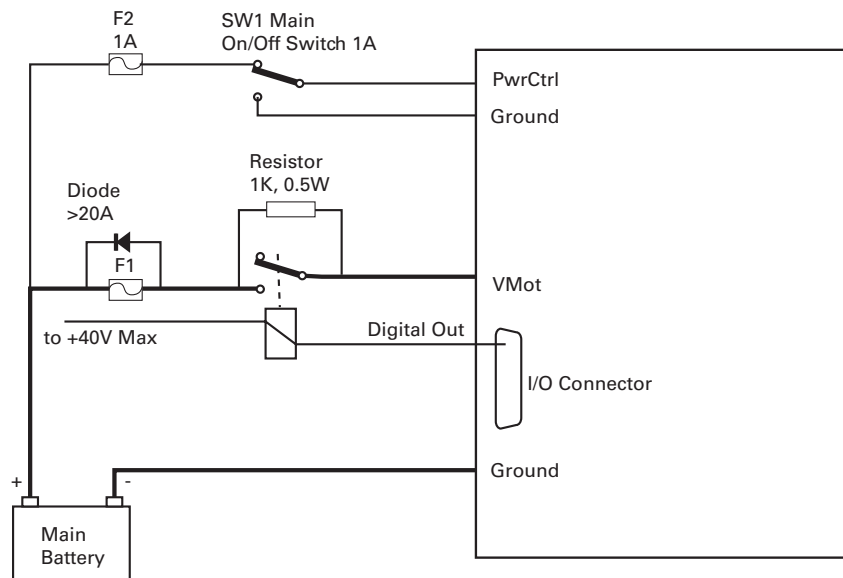 F2
1A
SW1 Main
On/Off Switch 1A
PwrCtrl
Ground
Resistor
1K, 0.5W
Diode
>20A
F1
VMot
to +40V Max
Digital Out
I/O Connector
Ground
+
-
Main
Battery